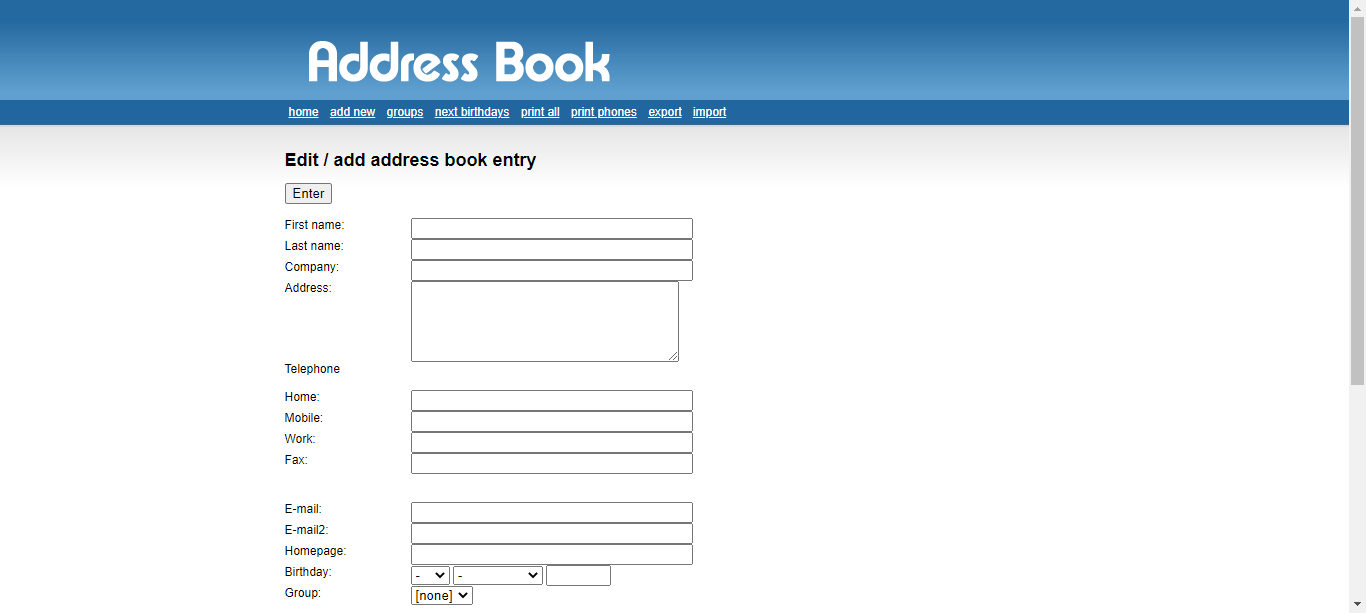 Address Book
home add new groups next birthdays print all print phones export import
Edit / add address book entry
Enter
First name:
Last name:
Company:
Address:
Telephone
Home:
Mobile:
Work:
Fax:
E-mail:
E-mail2:
Homepage:
Birthday: - -
Group: [none]